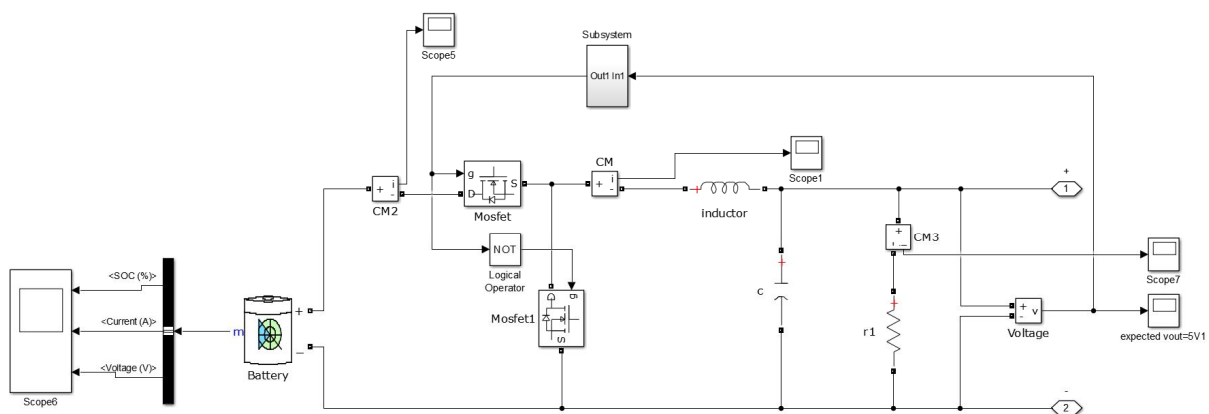 Subsystem
Scope5
Out1 In1
g
S
D
Mosfet
+
i
-
CM2
CM
+
i
-
Scope1
+
inductor
+
1
NOT
Logical
Operator
g
D
S
Mosfet1
+
c
+
-
i
CM3
Scope7
+
r1
+
-
v
Voltage
expected vout=5V1
<SOC (%)>
<Current (A)>
<Voltage (V)>
Scope6
m
+
_
Battery
-
2